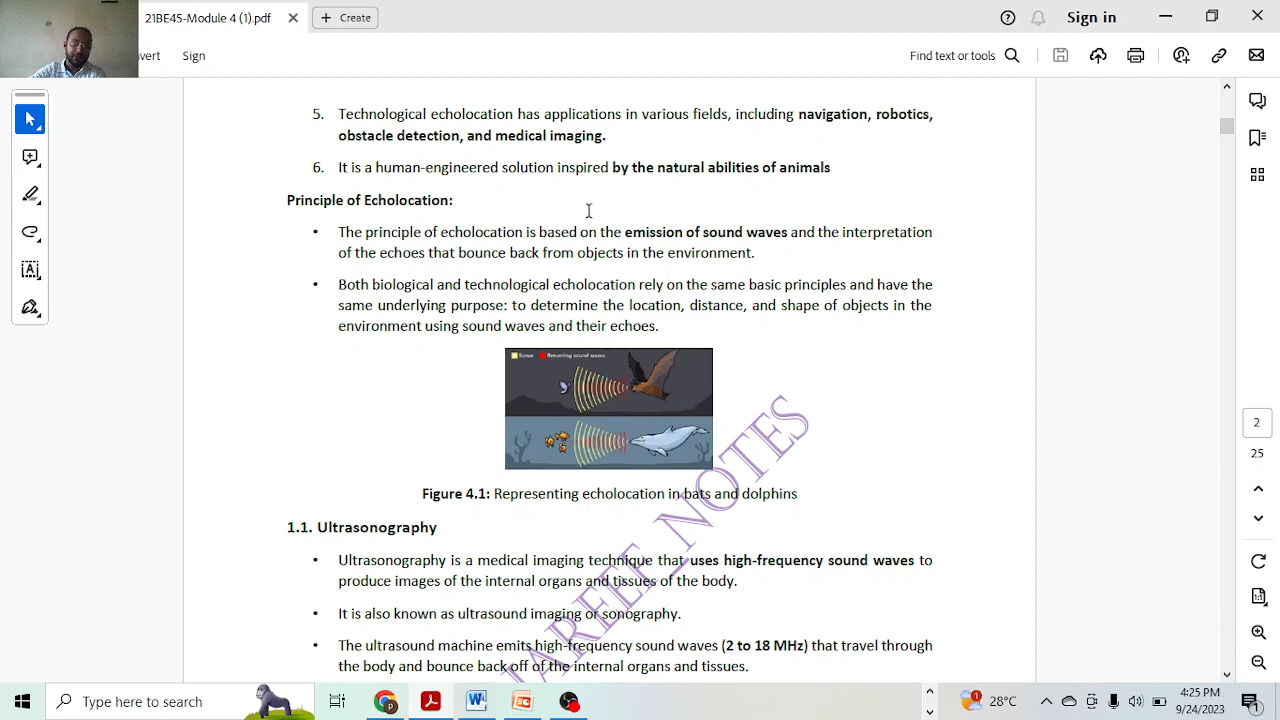 21BE45-Module 4 (1).pdf
Create
Sign in
vert
Sign
Find text or tools
5. Technological echolocation has applications in various fields, including navigation, robotics,
obstacle detection, and medical imaging.
6. It is a human-engineered solution inspired by the natural abilities of animals
Principle of Echolocation:
• The principle of echolocation is based on the emission of sound waves and the interpretation
of the echoes that bounce back from objects in the environment.
• Both biological and technological echolocation rely on the same basic principles and have the
same underlying purpose: to determine the location, distance, and shape of objects in the
environment using sound waves and their echoes.
Sonar Returning sound waves
Figure 4.1: Representing echolocation in bats and dolphins
1.1. Ultrasonography
• Ultrasonography is a medical imaging technique that uses high-frequency sound waves to
produce images of the internal organs and tissues of the body.
• It is also known as ultrasound imaging or sonography.
• The ultrasound machine emits high-frequency sound waves (2 to 18 MHz) that travel through
the body and bounce back off of the internal organs and tissues.
JAREEF_NOTES
2
25
Type here to search
1
28°C
4:25 PM
9/24/2023
1